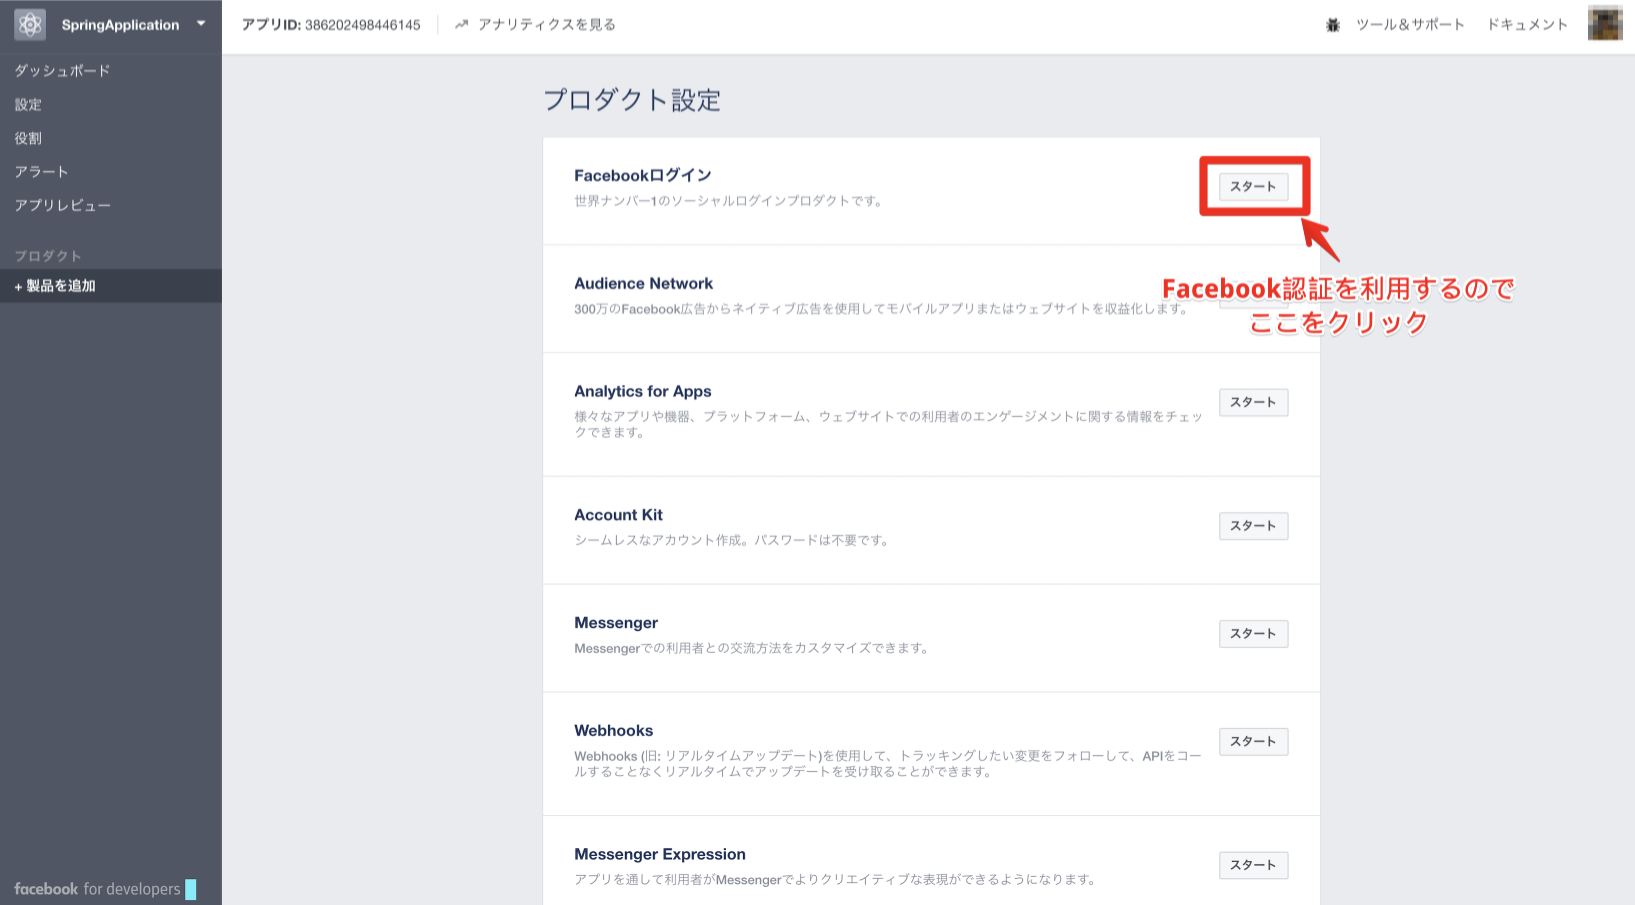 SpringApplication
アプリID: 386202498446145
アナリティクスを見る
ツール＆サポート
ドキュメント
ダッシュボード
設定
役割
アラート
アプリレビュー
プロダクト
+ 製品を追加
プロダクト設定
Facebookログイン
世界ナンバー1のソーシャルログインプロダクトです。
スタート
Facebook認証を利用するので
ここをクリック
Audience Network
300万のFacebook広告からネイティブ広告を使用してモバイルアプリまたはウェブサイトを収益化します。
Analytics for Apps
様々なアプリや機器、プラットフォーム、ウェブサイトでの利用者のエンゲージメントに関する情報をチェッ
クできます。
スタート
Account Kit
シームレスなアカウント作成。パスワードは不要です。
スタート
Messenger
Messengerでの利用者との交流方法をカスタマイズできます。
スタート
Webhooks
Webhooks (旧: リアルタイムアップデート)を使用して、トラッキングしたい変更をフォローして、APIをコー
ルすることなくリアルタイムでアップデートを受け取ることができます。
スタート
Messenger Expression
アプリを通して利用者がMessengerでよりクリエイティブな表現ができるようになります。
スタート
facebook for developers